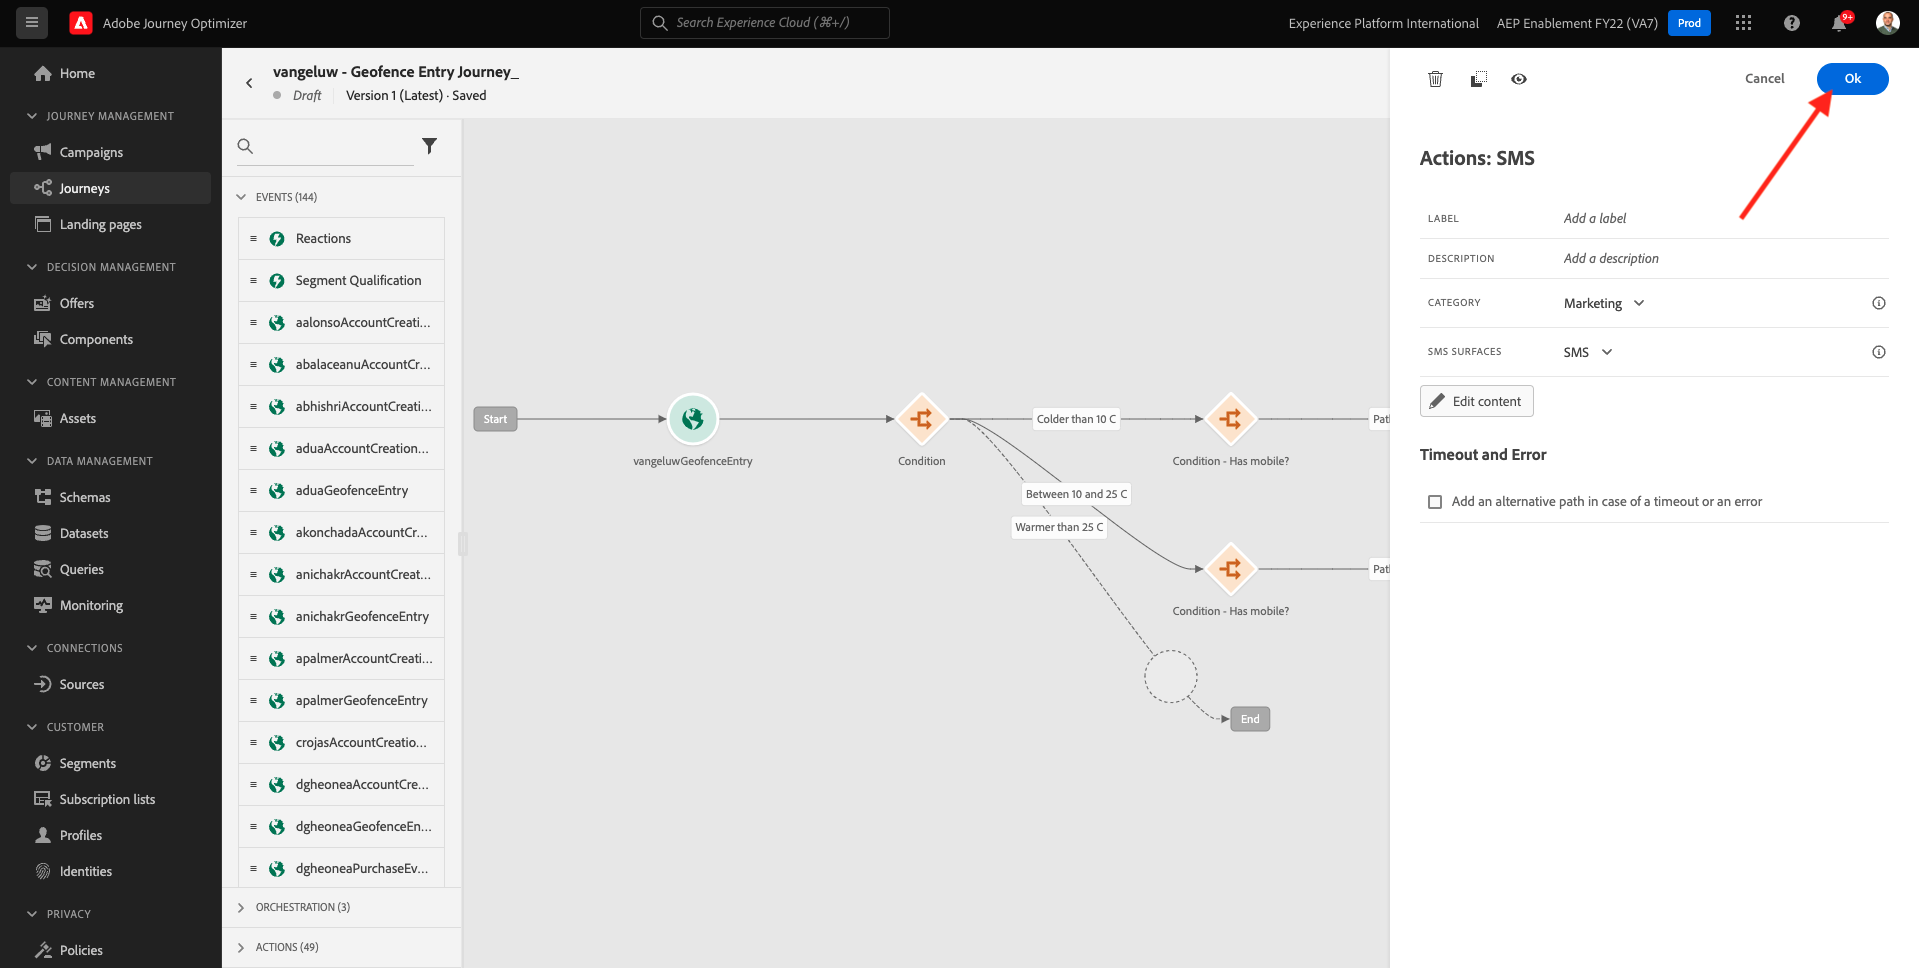 Adobe Journey Optimizer
Search Experience Cloud (⌘+/)
Experience Platform International
AEP Enablement FY22 (VA7)
Prod
9+
Home
JOURNEY MANAGEMENT
Campaigns
Journeys
Landing pages
DECISION MANAGEMENT
Offers
Components
CONTENT MANAGEMENT
Assets
DATA MANAGEMENT
Schemas
Datasets
Queries
Monitoring
CONNECTIONS
Sources
CUSTOMER
Segments
Subscription lists
Profiles
Identities
PRIVACY
Policies
vangeluw - Geofence Entry Journey_
Draft
Version 1 (Latest) · Saved
EVENTS (144)
Reactions
Segment Qualification
aalonsoAccountCreati...
abalaceanuAccountCr...
abhishriAccountCreati...
aduaAccountCreation...
aduaGeofenceEntry
akonchadaAccountCr...
anichakrAccountCreat...
anichakrGeofenceEntry
apalmerAccountCreati...
apalmerGeofenceEntry
crojasAccountCreatio...
dgheoneaAccountCre...
dgheoneaGeofenceEn...
dgheoneaPurchaseEv...
ORCHESTRATION (3)
ACTIONS (49)
Start
vangeluwGeofenceEntry
Condition
Colder than 10 C
Condition - Has mobile?
Path
Between 10 and 25 C
Warmer than 25 C
Condition - Has mobile?
Path
End
Cancel
Ok
Actions: SMS
LABEL
Add a label
DESCRIPTION
Add a description
CATEGORY
Marketing
SMS SURFACES
SMS
Edit content
Timeout and Error
Add an alternative path in case of a timeout or an error